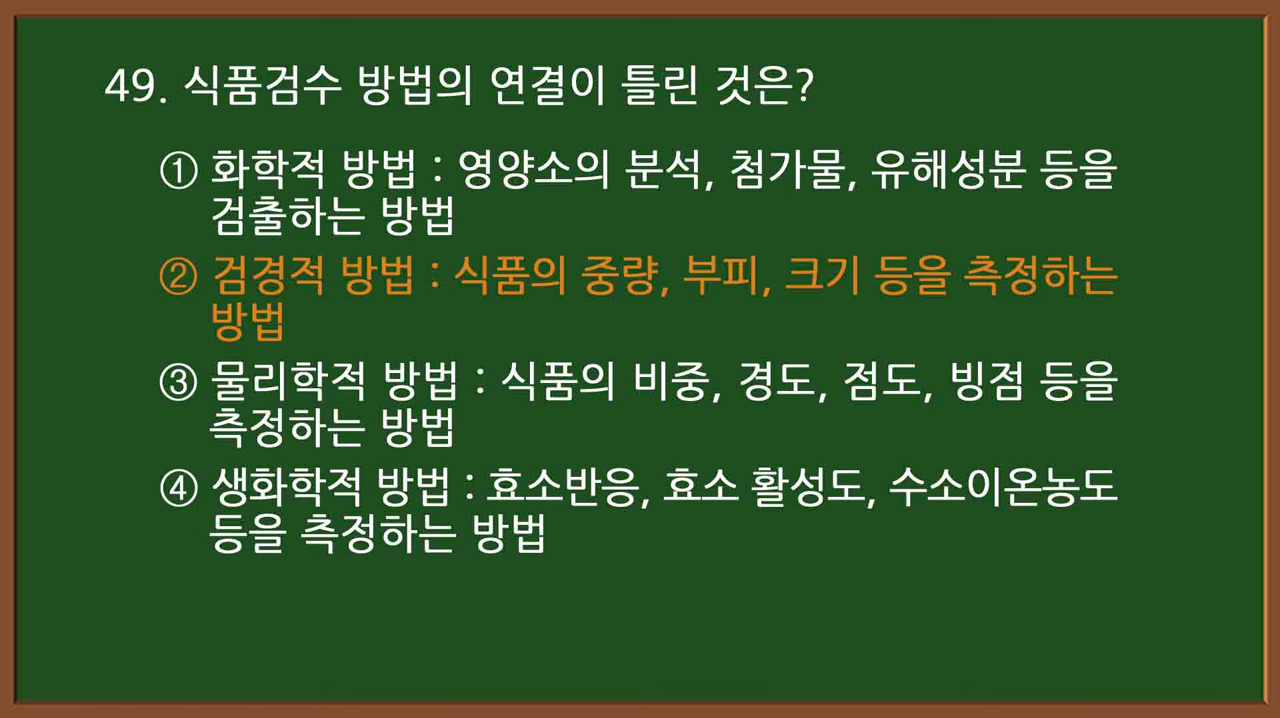 49. 식품검수 방법의 연결이 틀린 것은?
① 화학적 방법 : 영양소의 분석, 첨가물, 유해성분 등을
검출하는 방법
② 검경적 방법 : 식품의 중량, 부피, 크기 등을 측정하는
방법
③ 물리학적 방법 : 식품의 비중, 경도, 점도, 빙점 등을
측정하는 방법
④ 생화학적 방법 : 효소반응, 효소 활성도, 수소이온농도
등을 측정하는 방법